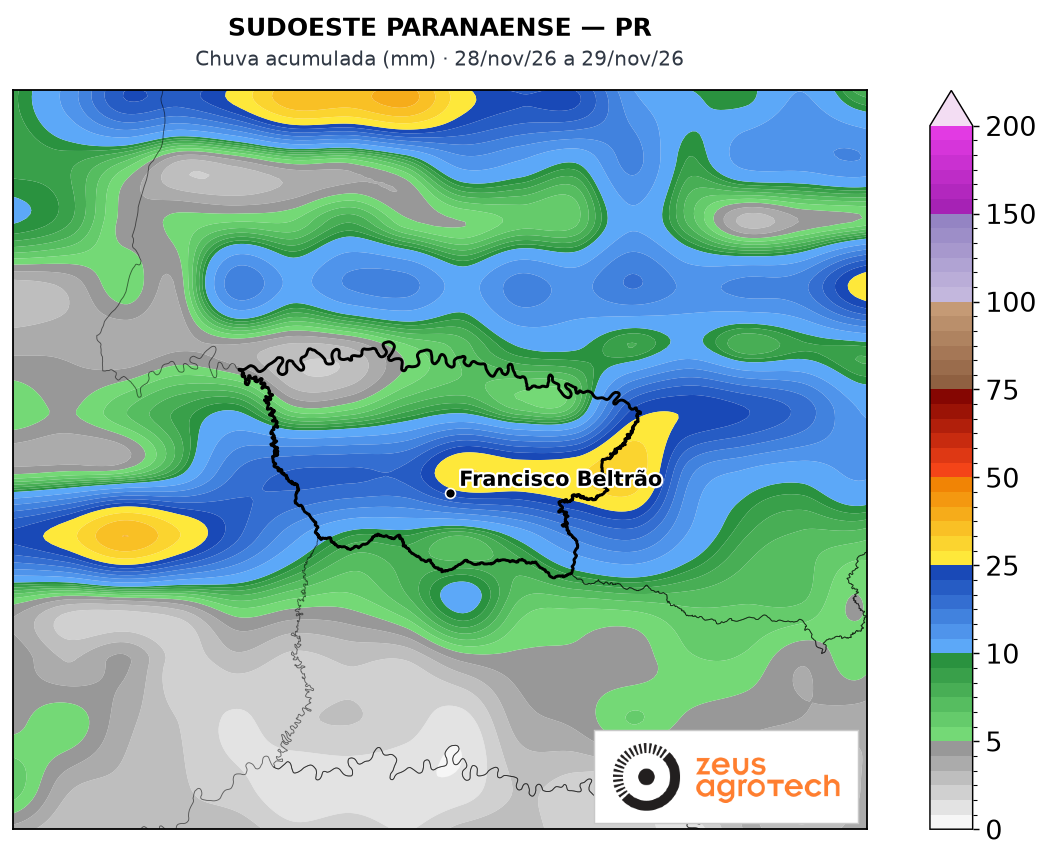 SUDOESTE PARANAENSE — PR
Chuva acumulada (mm) · 28/nov/26 a 29/nov/26
200
150
100
75
50
25
10
5
0
Francisco Beltrão
zeus
agrotech